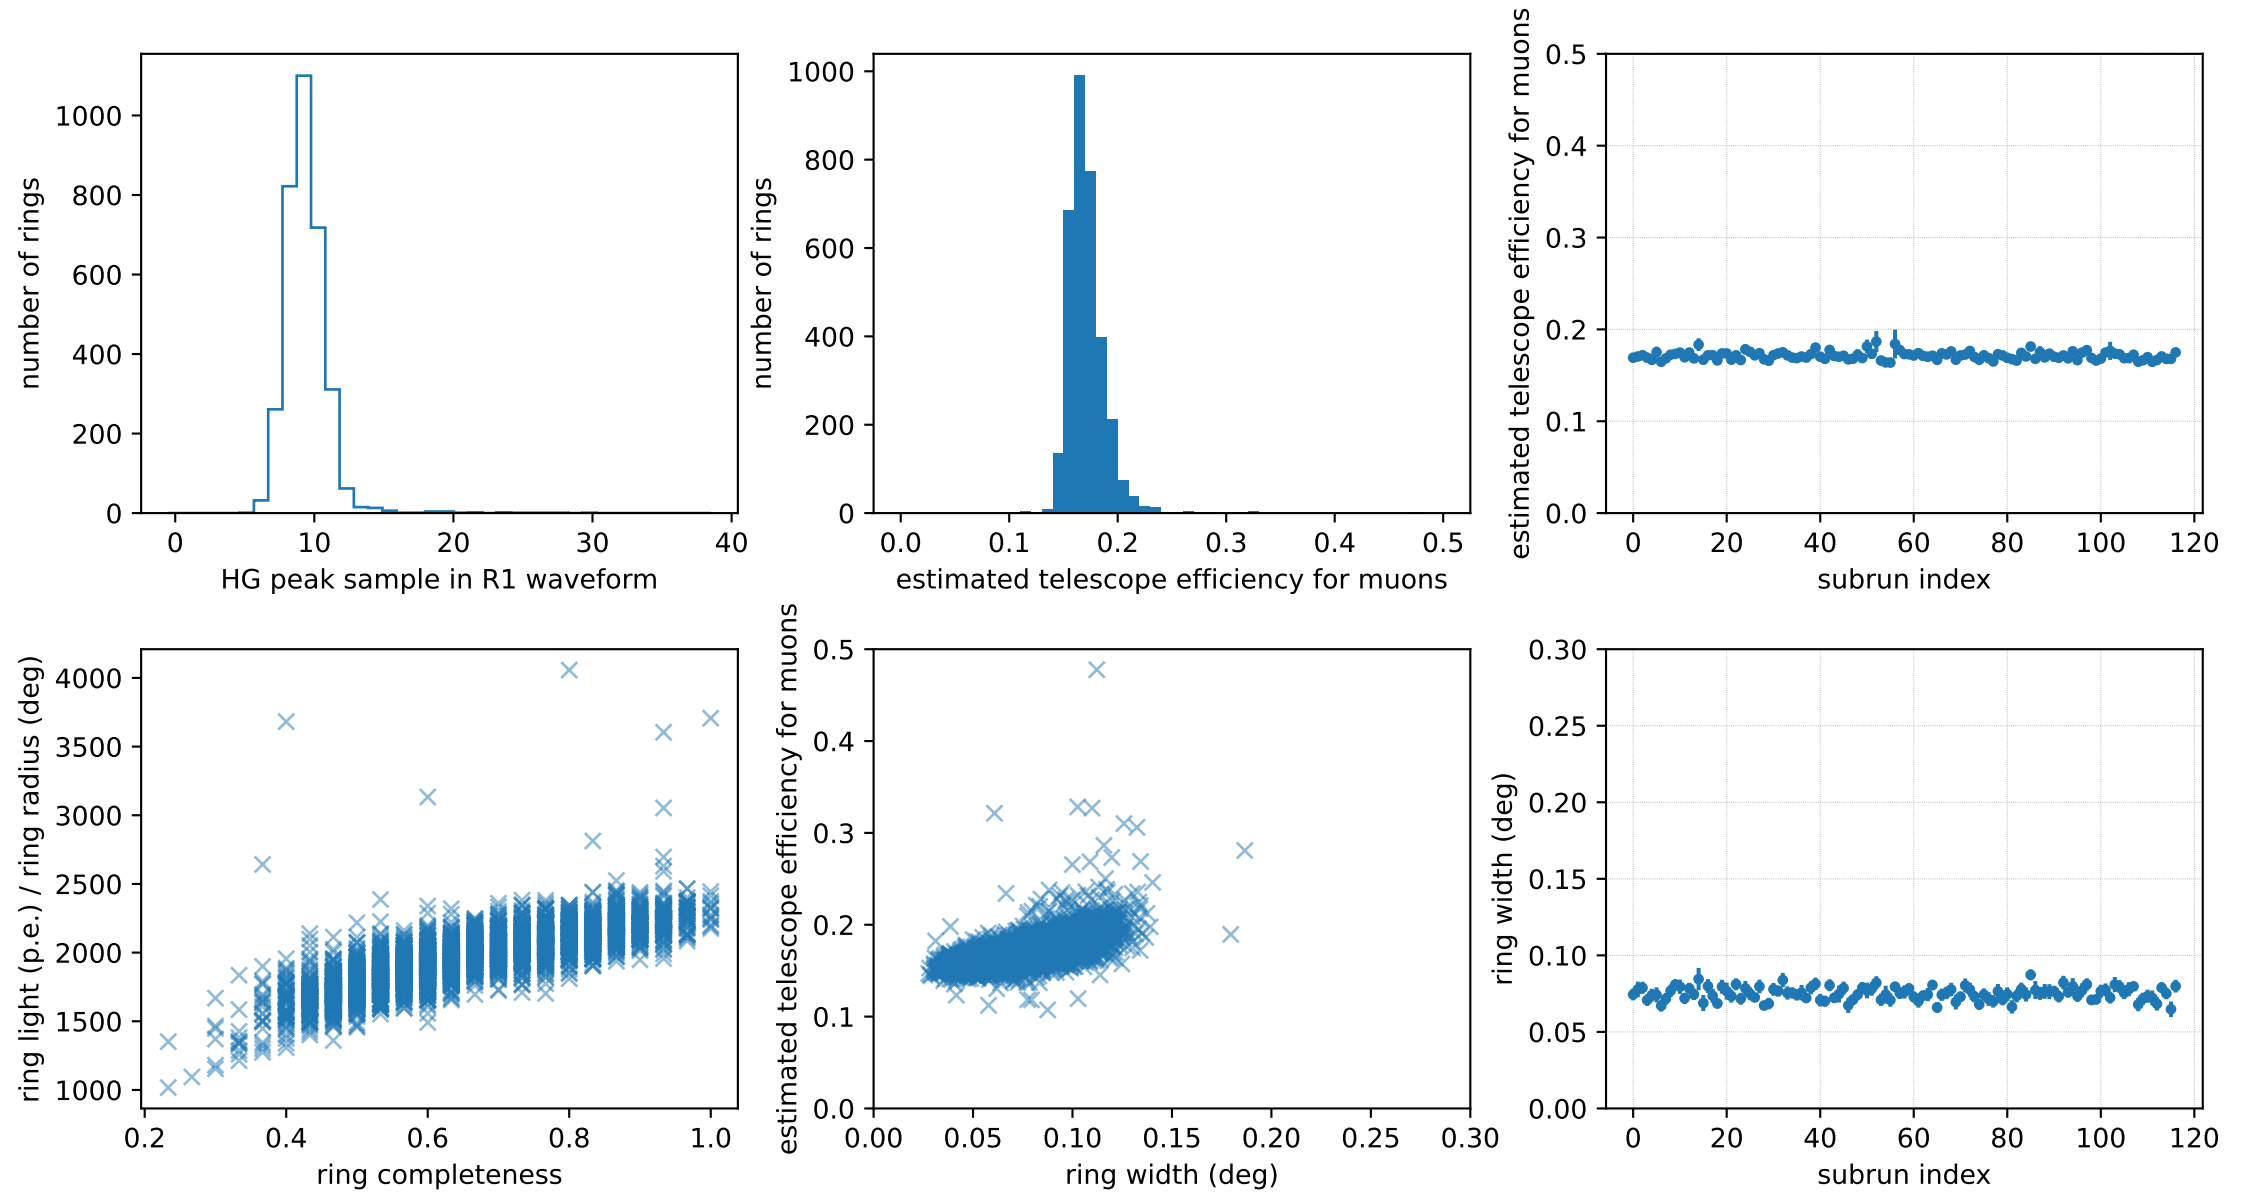 number of rings
1000
800
600
400
200
0
0 10 20 30 40
HG peak sample in R1 waveform
number of rings
1000
800
600
400
200
0
0.0 0.1 0.2 0.3 0.4 0.5
estimated telescope efficiency for muons
estimated telescope efficiency for muons
0.5
0.4
0.3
0.2
0.1
0.0
0 20 40 60 80 100 120
subrun index
ring light (p.e.) / ring radius (deg)
4000
3500
3000
2500
2000
1500
1000
0.2 0.4 0.6 0.8 1.0
ring completeness
estimated telescope efficiency for muons
0.5
0.4
0.3
0.2
0.1
0.0
0.00 0.05 0.10 0.15 0.20 0.25 0.30
ring width (deg)
ring width (deg)
0.30
0.25
0.20
0.15
0.10
0.05
0.00
0 20 40 60 80 100 120
subrun index